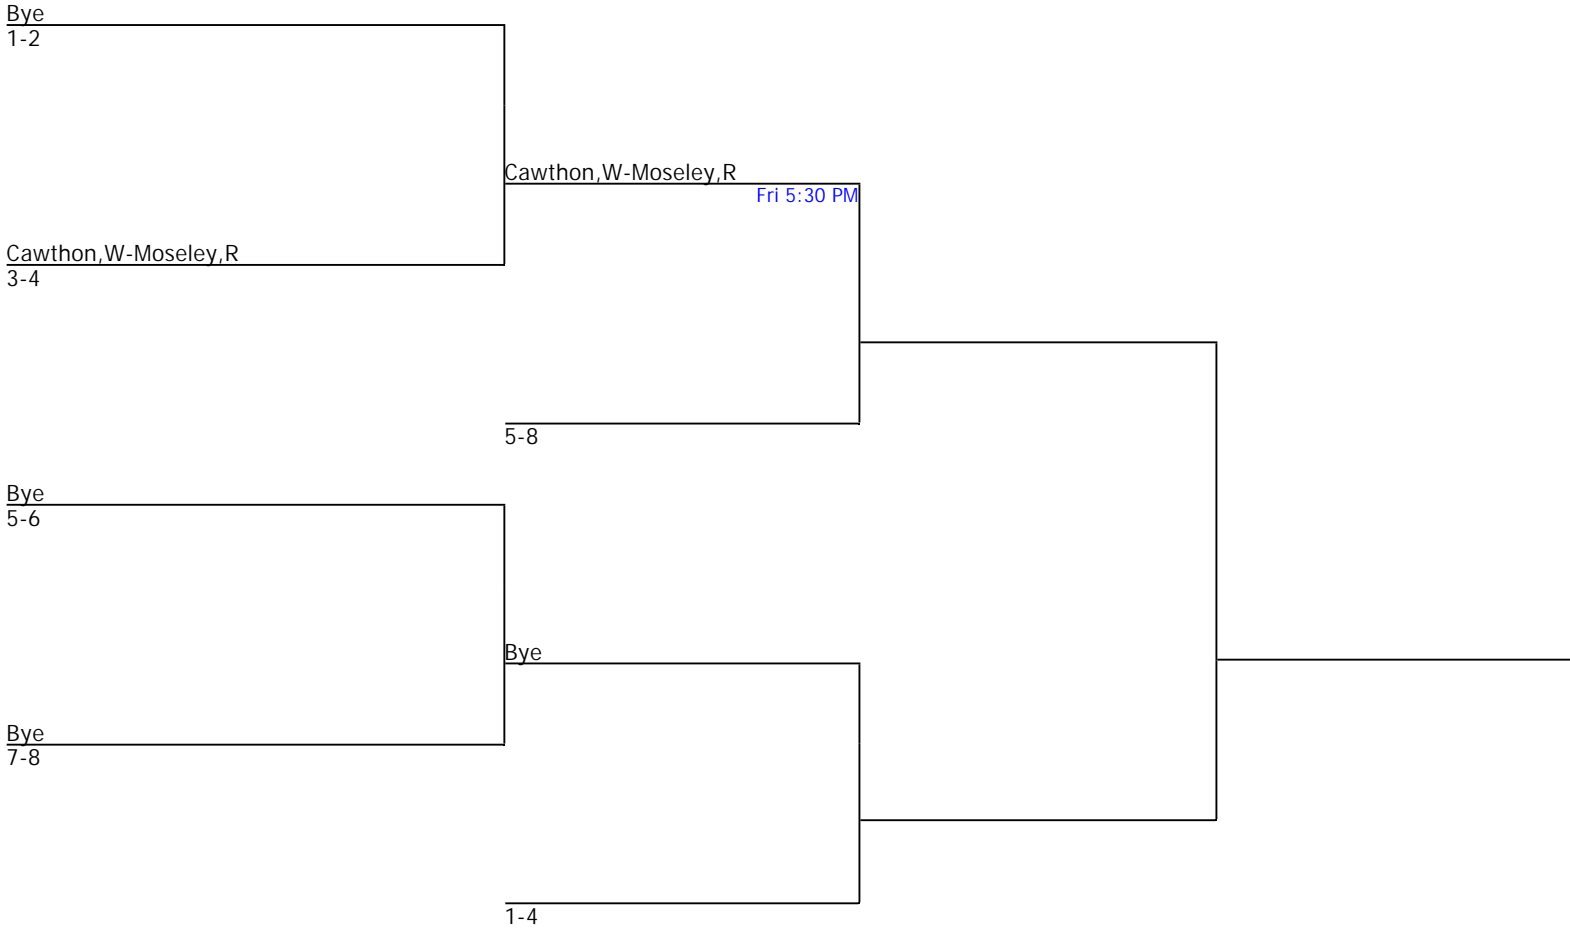 Bye
1-2
Cawthon,W-Moseley,R
Fri 5:30 PM
Cawthon,W-Moseley,R
3-4
5-8
Bye
5-6
Bye
Bye
7-8
1-4